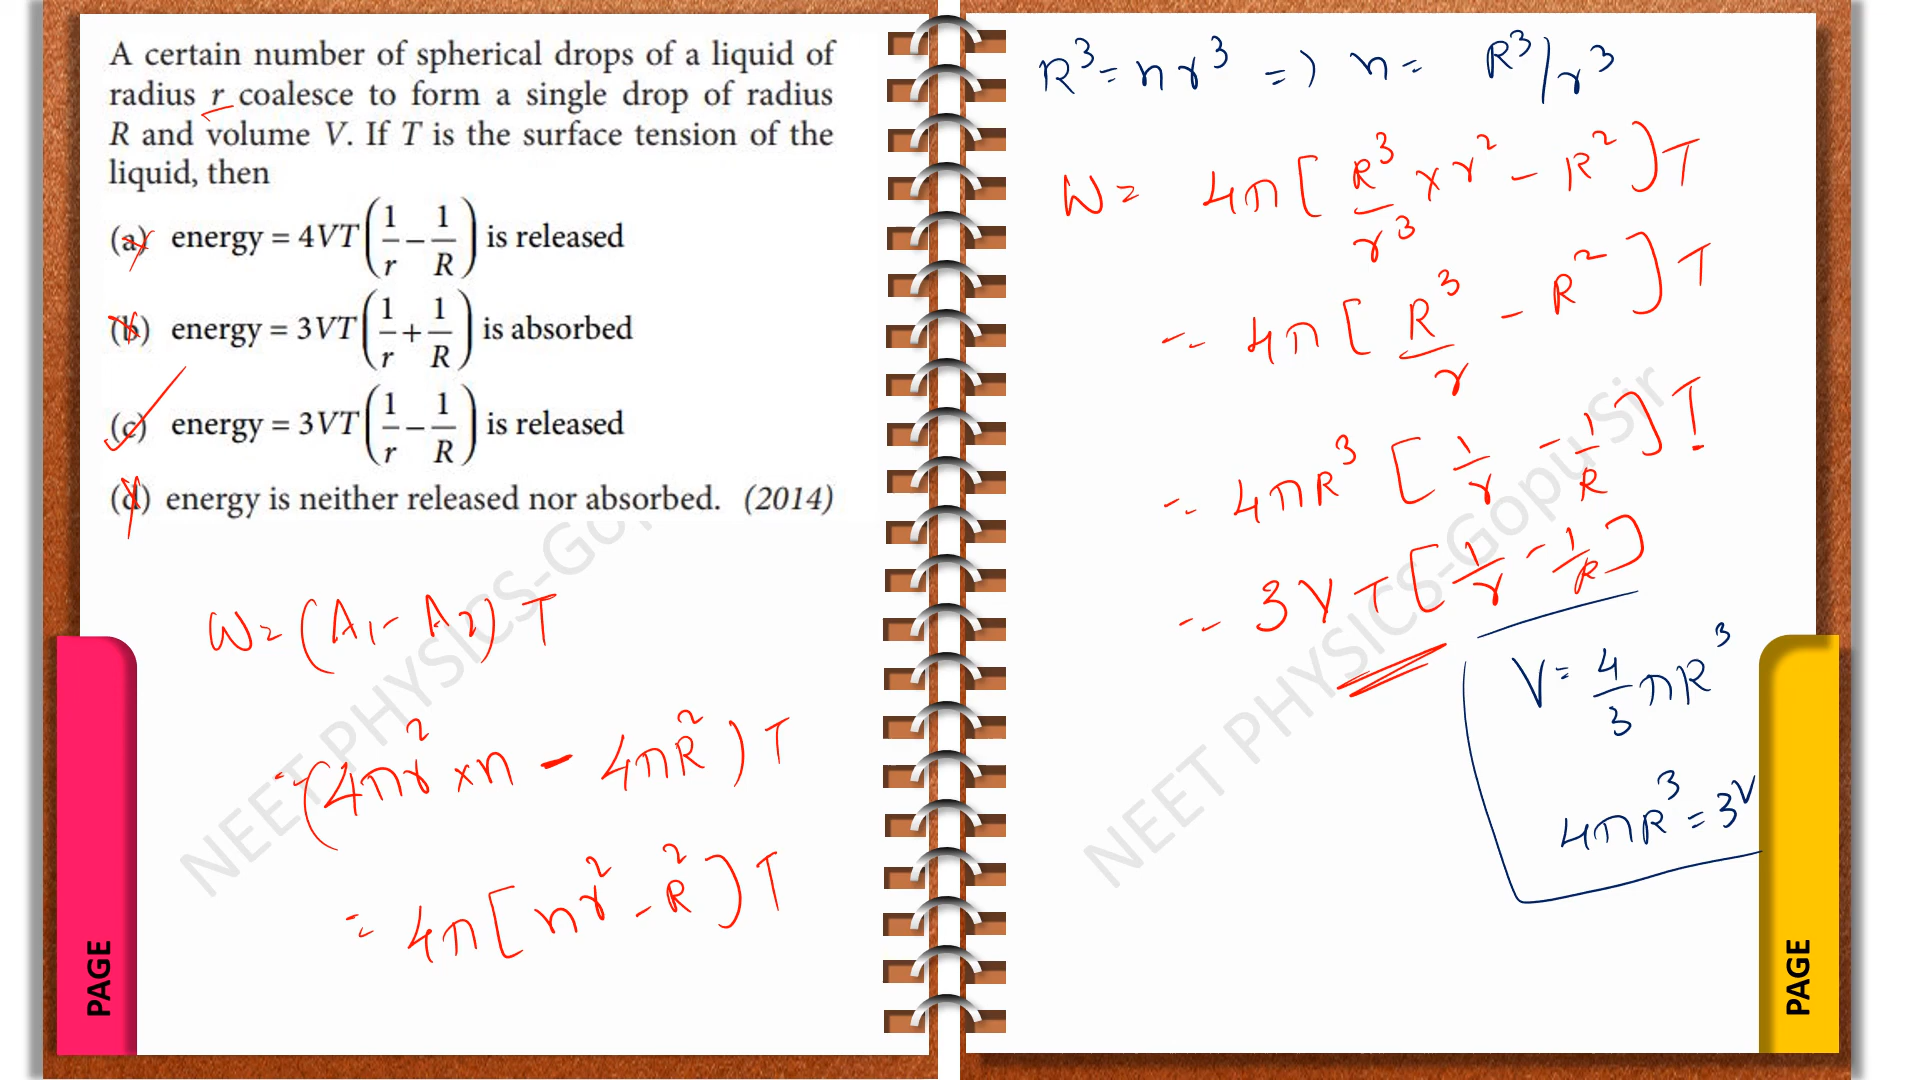 A certain number of spherical drops of a liquid of
radius r coalesce to form a single drop of radius
R and volume V. If T is the surface tension of the
liquid, then
(a) energy = 4VT(1/r − 1/R) is released
(b) energy = 3VT(1/r + 1/R) is absorbed
(c) energy = 3VT(1/r − 1/R) is released
(d) energy is neither released nor absorbed. (2014)
W = (A₁ - A₂) T
= (4πr² × n - 4πR²) T
= 4π[nr² - R²] T
PAGE
NEET PHYSICS-Gop
R³ = nr³ => n = R³/r³
W = 4π[R³/r³ × r² - R²] T
= 4π[R³/r - R²] T
= 4πR³ [1/r - 1/R] T
= 3VT[1/r - 1/R]
V = 4/3 πR³
4πR³ = 3V
NEET PHYSICS-Gopu Sir
PAGE